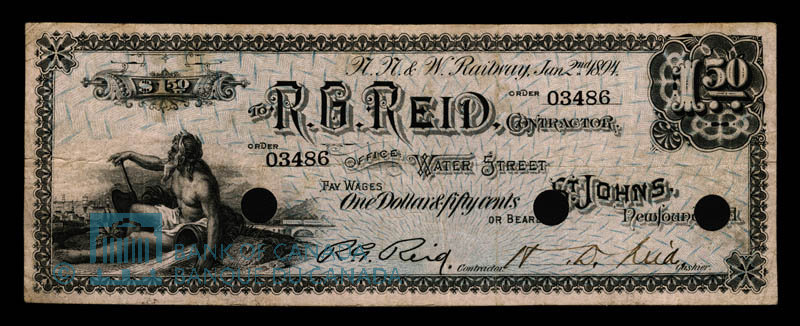 N. N. & W. Railway, Jan. 2nd 1894.
$1.50
1.50
ORDER 03486
TO R. G. REID,
CONTRACTOR,
ORDER
03486
OFFICE: WATER STREET
ST. JOHNS,
PAY WAGES
One Dollar & fifty cents
OR BEARER
R. G. Reid
Contractor.
H. D. Reid
Cashier.
© BANK OF CANADA
BANQUE DU CANADA